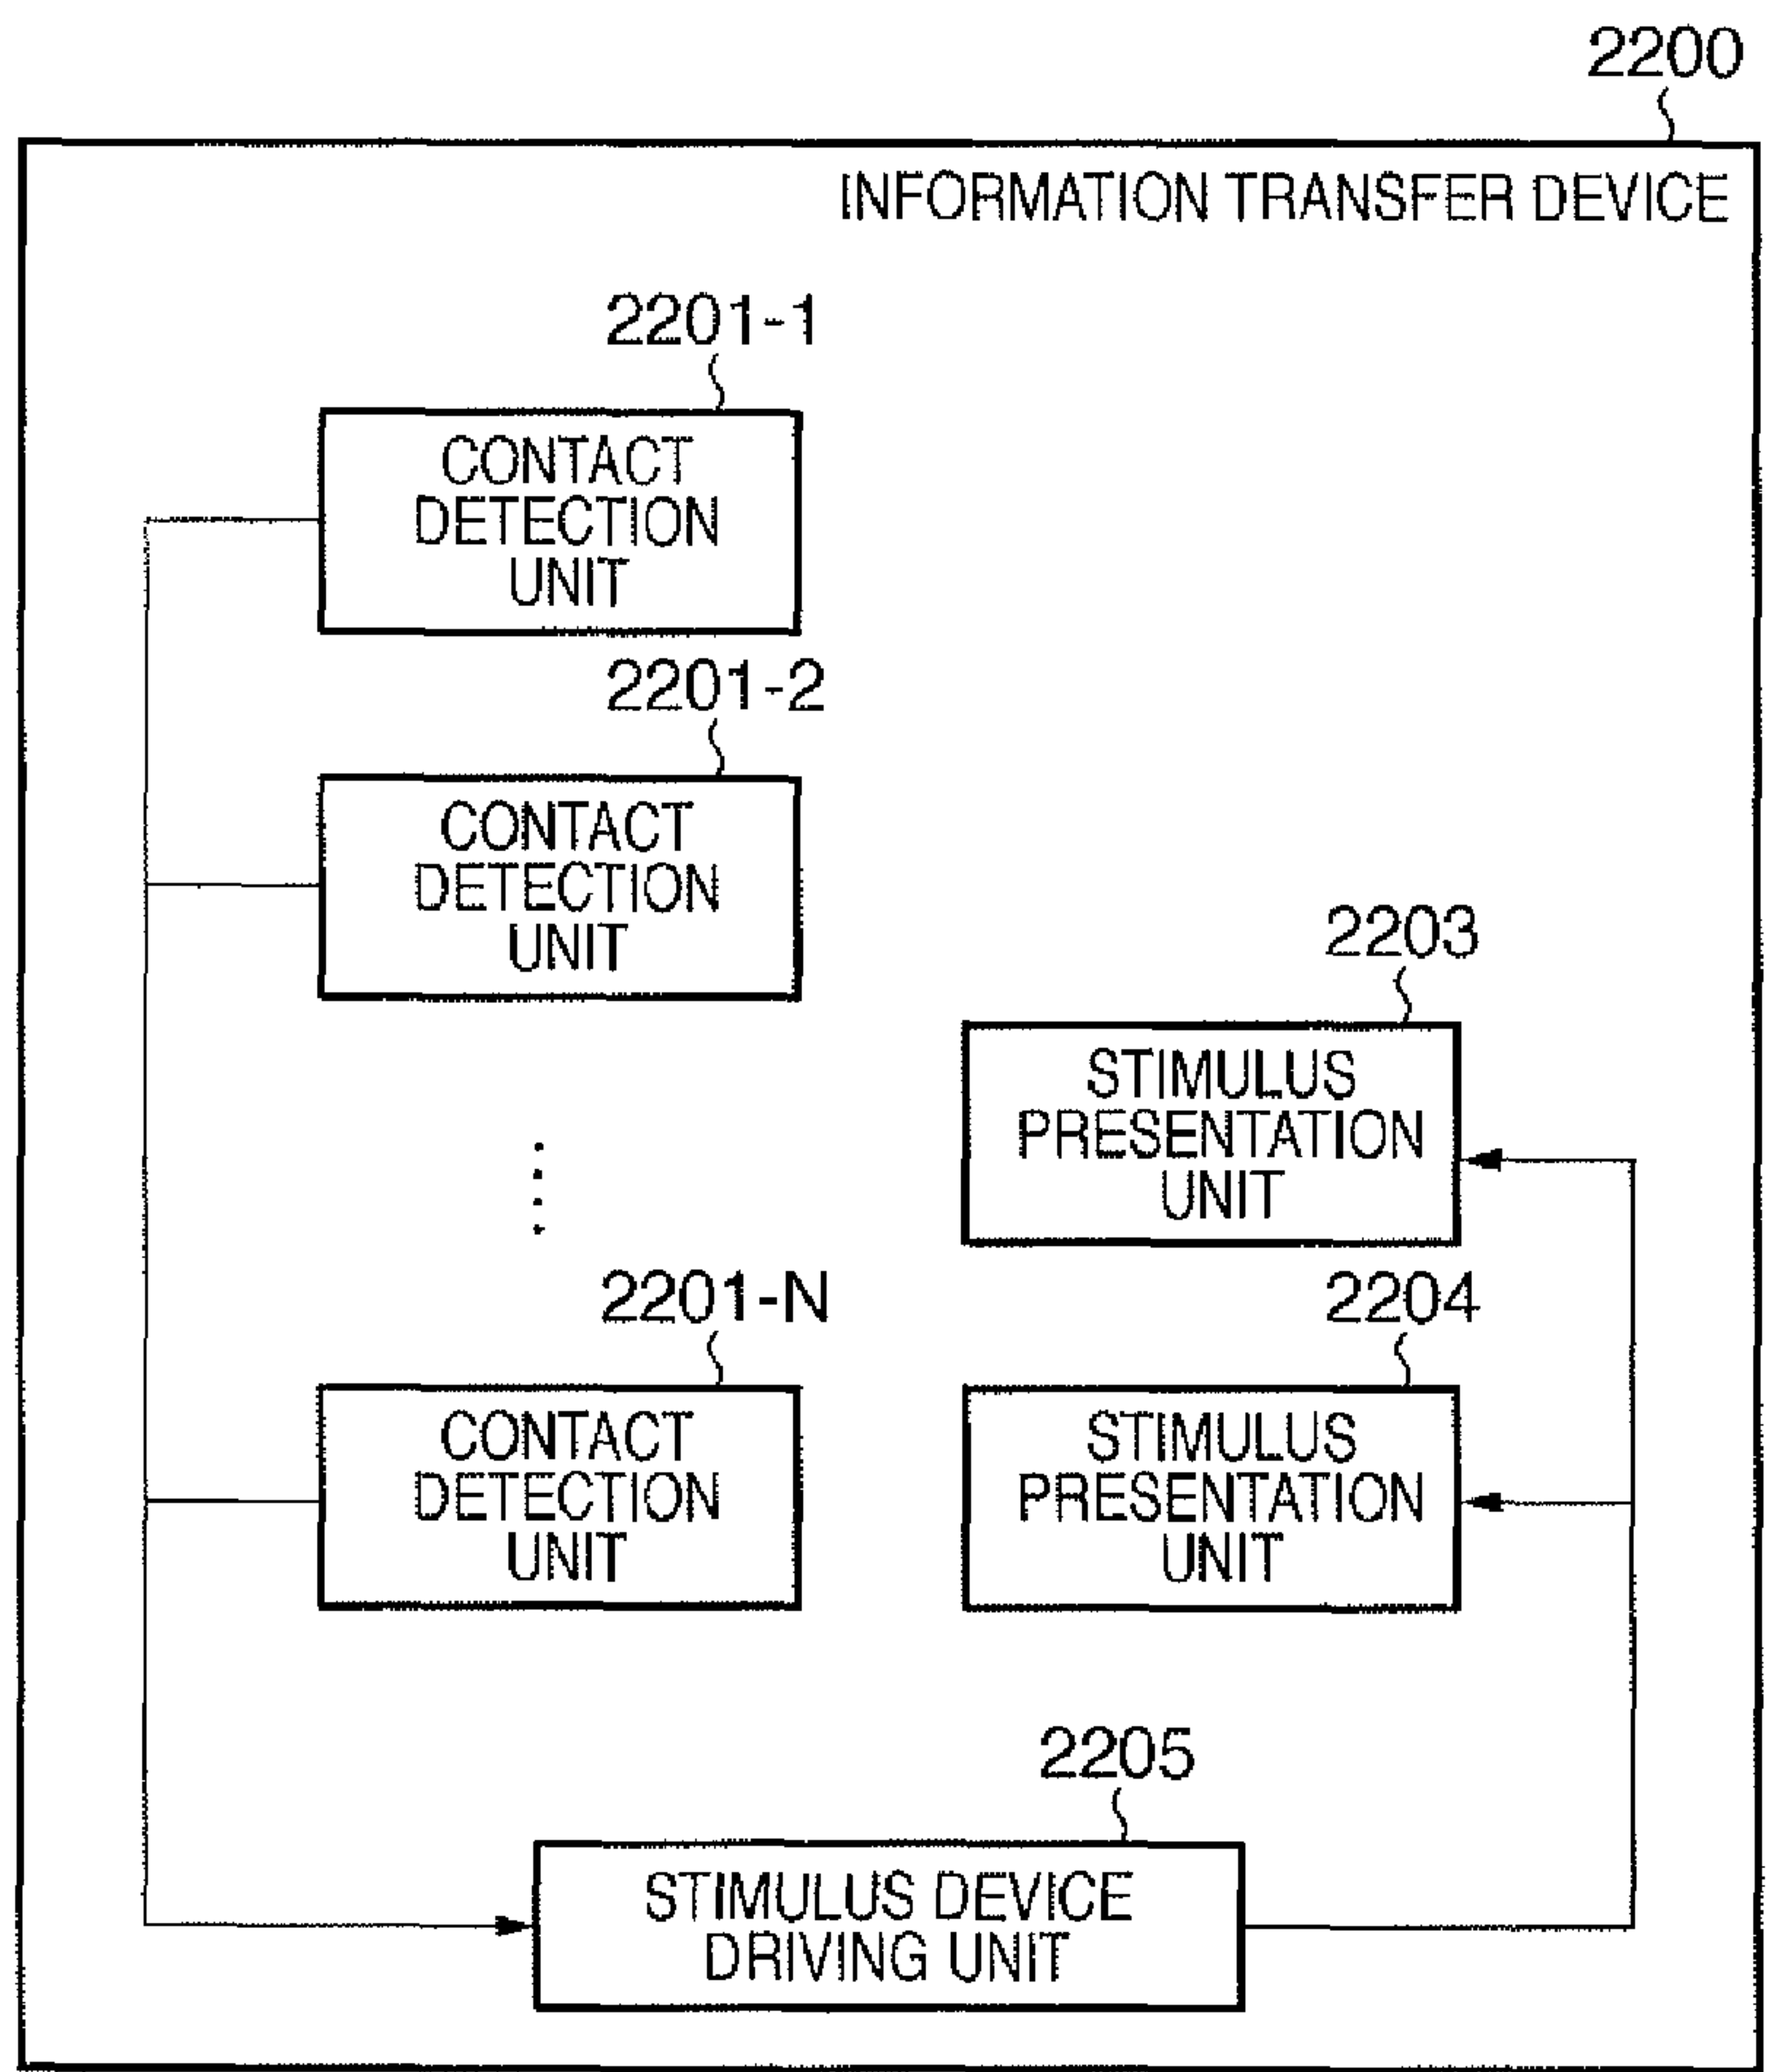 2200
INFORMATION TRANSFER DEVICE
2201-1
CONTACT
DETECTION
UNIT
2201-2
CONTACT
DETECTION
UNIT
2203
STIMULUS
PRESENTATION
UNIT
2201-N
CONTACT
DETECTION
UNIT
2204
STIMULUS
PRESENTATION
UNIT
2205
STIMULUS DEVICE
DRIVING UNIT